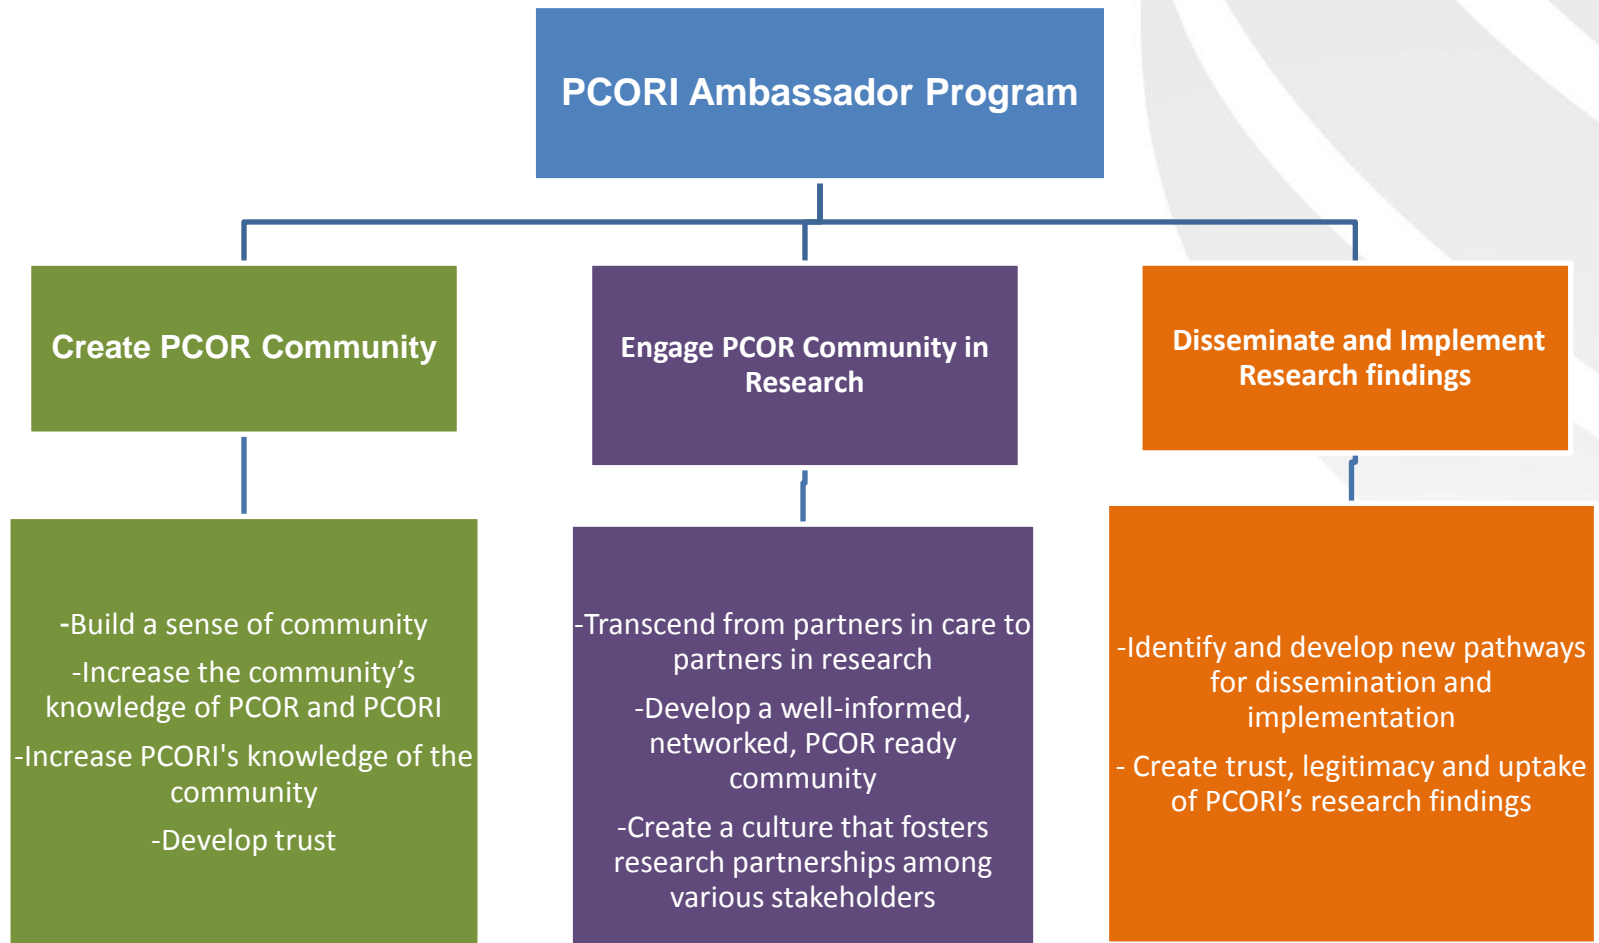 PCORI Ambassador Program
Create PCOR Community
Engage PCOR Community in
Research
Disseminate and Implement
Research findings
-Build a sense of community
-Increase the community’s
knowledge of PCOR and PCORI
-Increase PCORI's knowledge of the
community
-Develop trust
-Transcend from partners in care to
partners in research
-Develop a well-informed,
networked, PCOR ready
community
-Create a culture that fosters
research partnerships among
various stakeholders
-Identify and develop new pathways
for dissemination and
implementation
- Create trust, legitimacy and uptake
of PCORI’s research findings